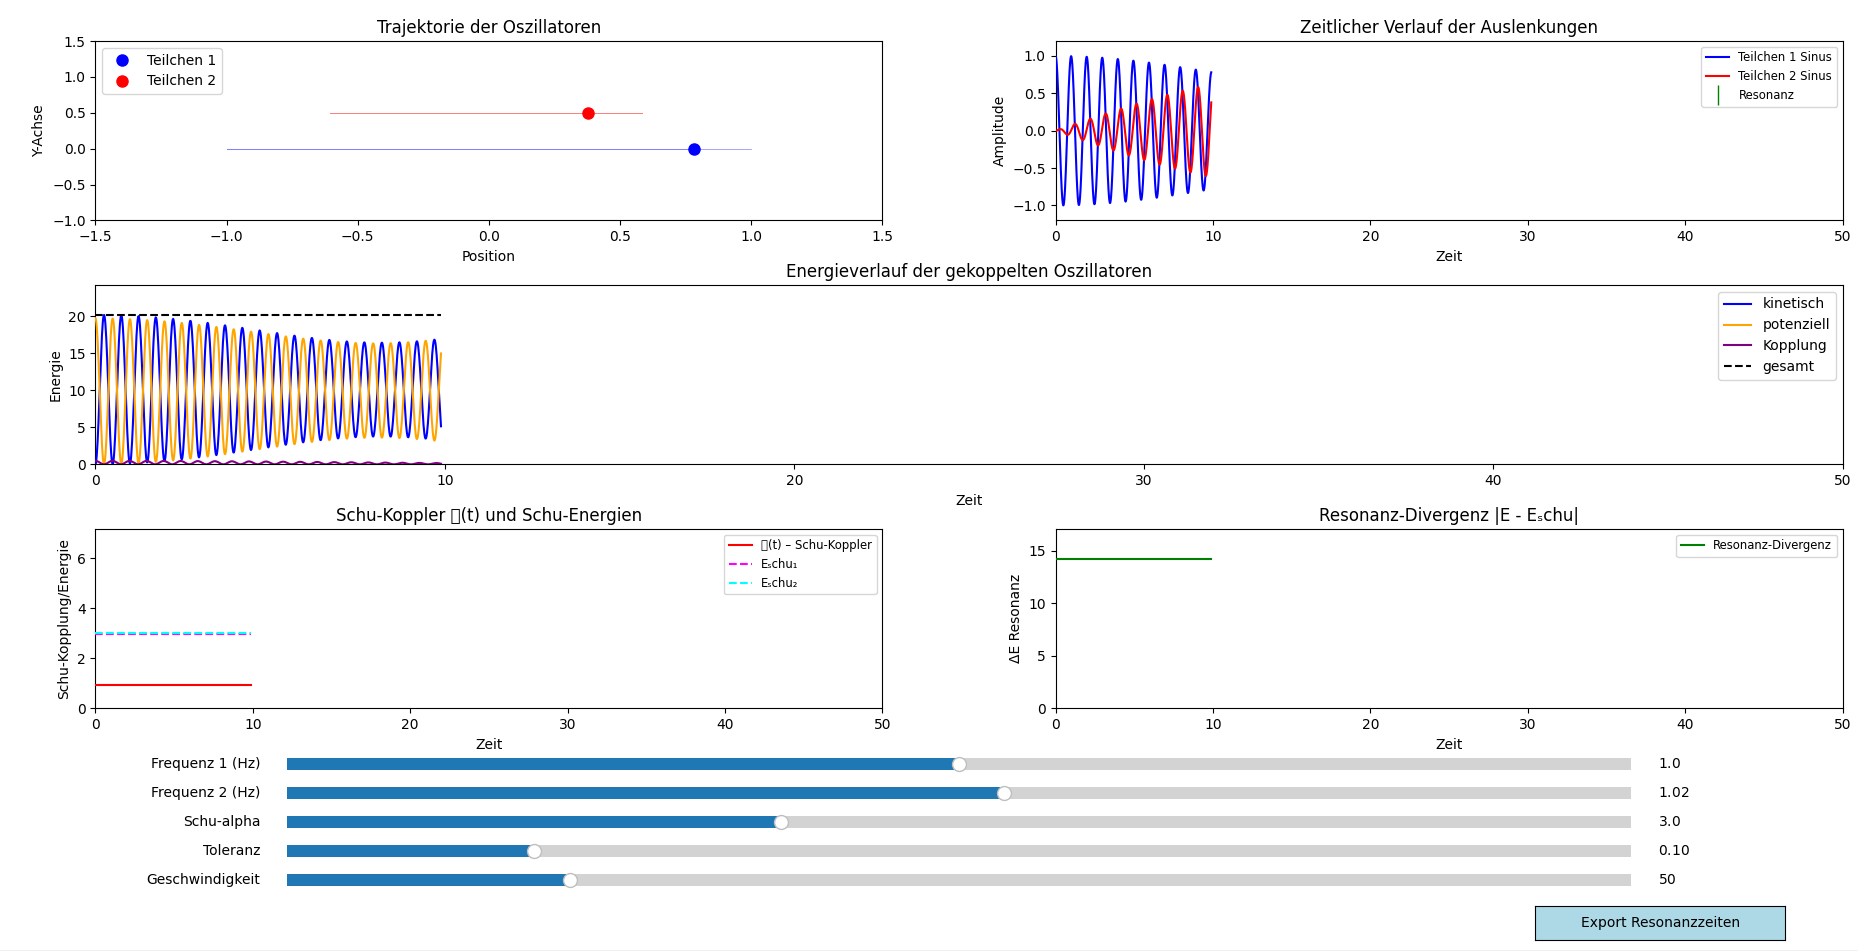 Trajektorie der Oszillatoren
Y-Achse
1.5
1.0
0.5
0.0
−0.5
−1.0
Teilchen 1
Teilchen 2
−1.5 −1.0 −0.5 0.0 0.5 1.0 1.5
Position
Zeitlicher Verlauf der Auslenkungen
Amplitude
1.0
0.5
0.0
−0.5
−1.0
Teilchen 1 Sinus
Teilchen 2 Sinus
Resonanz
0 10 20 30 40 50
Zeit
Energieverlauf der gekoppelten Oszillatoren
Energie
20
15
10
5
0
kinetisch
potenziell
Kopplung
gesamt
0 10 20 30 40 50
Zeit
Schu-Koppler (t) und Schu-Energien
Schu-Kopplung/Energie
6
4
2
0
(t) – Schu-Koppler
Eₛchu₁
Eₛchu₂
0 10 20 30 40 50
Zeit
Resonanz-Divergenz |E - Eₛchu|
ΔE Resonanz
15
10
5
0
Resonanz-Divergenz
0 10 20 30 40 50
Zeit
Frequenz 1 (Hz) 1.0
Frequenz 2 (Hz) 1.02
Schu-alpha 3.0
Toleranz 0.10
Geschwindigkeit 50
Export Resonanzzeiten